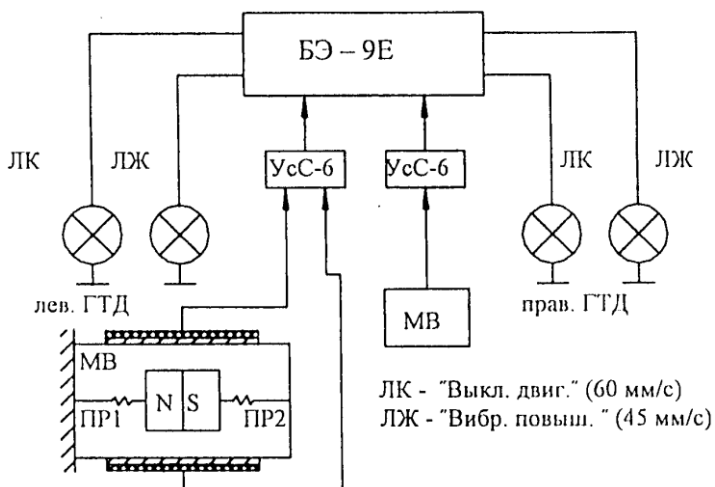 БЭ – 9Е
ЛК
ЛЖ
УсС-6
УсС-6
ЛК
ЛЖ
лев. ГТД
МВ
прав. ГТД
МВ
N S
ПР1
ПР2
ЛК - "Выкл. двиг." (60 мм/с)
ЛЖ - "Вибр. повыш. " (45 мм/с)